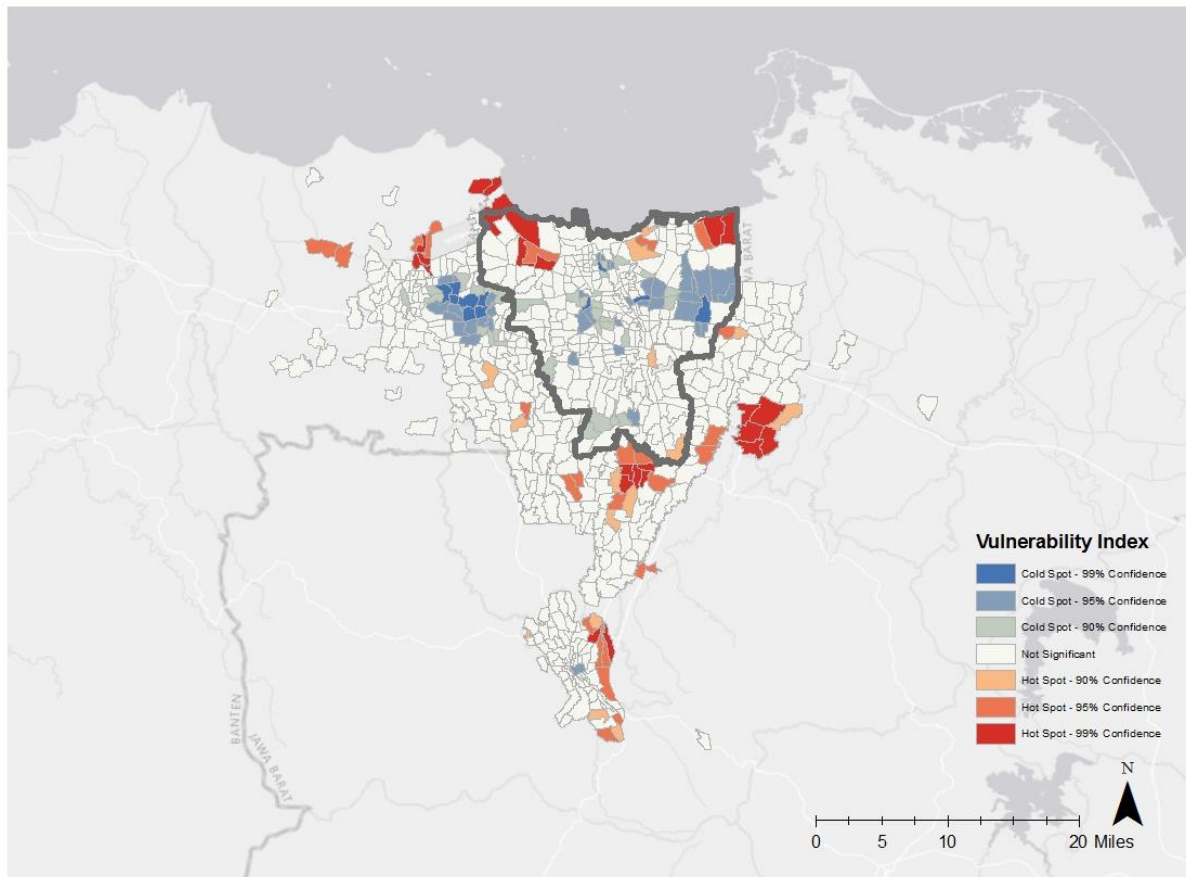 WA BARAT
Vulnerability Index
Cold Spot - 99% Confidence
Cold Spot - 95% Confidence
Cold Spot - 90% Confidence
Not Significant
Hot Spot - 90% Confidence
Hot Spot - 95% Confidence
Hot Spot - 99% Confidence
BANTEN
JAWA BARAT
N
0 5 10 20 Miles